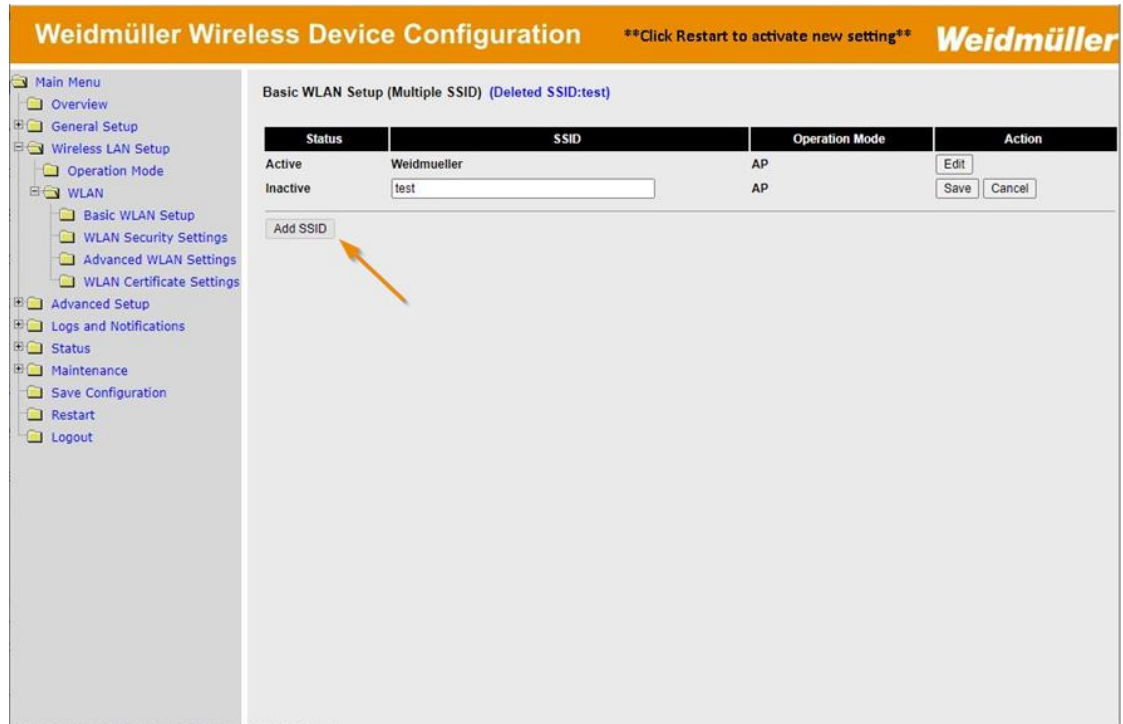 Weidmüller Wireless Device Configuration **Click Restart to activate new setting** Weidmüller
Main Menu
Overview
General Setup
Wireless LAN Setup
Operation Mode
WLAN
Basic WLAN Setup
WLAN Security Settings
Advanced WLAN Settings
WLAN Certificate Settings
Advanced Setup
Logs and Notifications
Status
Maintenance
Save Configuration
Restart
Logout
Basic WLAN Setup (Multiple SSID) (Deleted SSID:test)
Status SSID Operation Mode Action
Active Weidmueller AP Edit
Inactive test AP Save Cancel
Add SSID